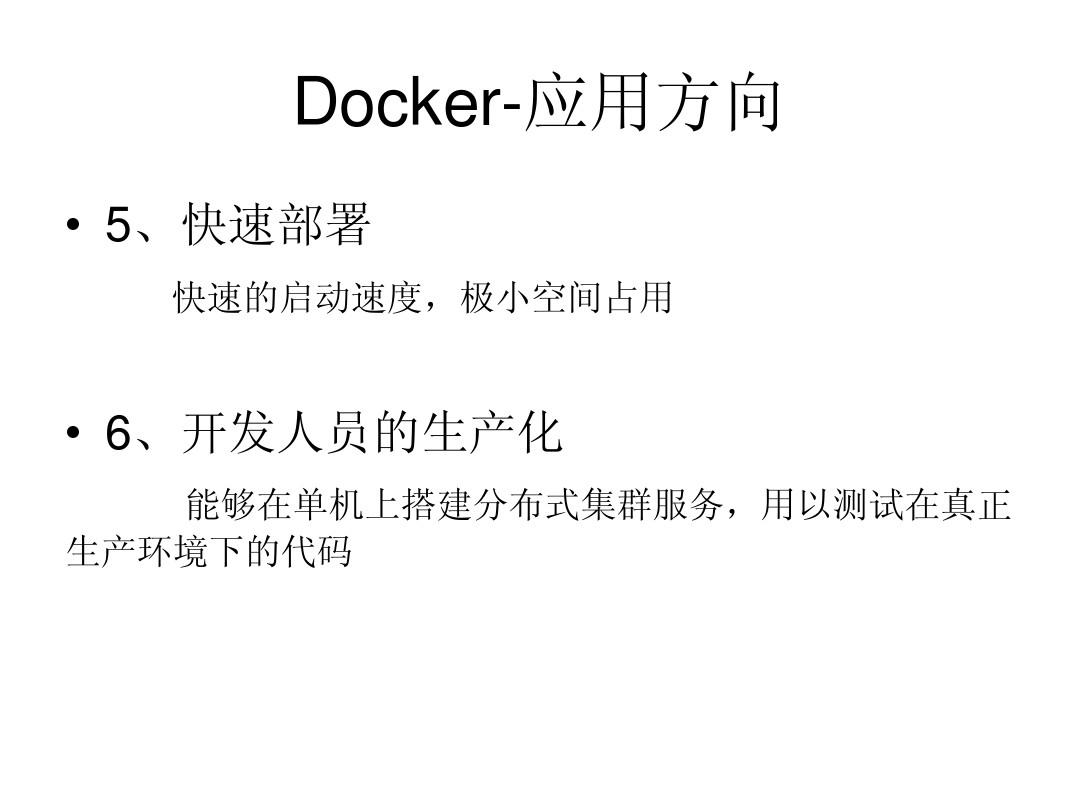 Docker-应用方向
• 5、快速部署
快速的启动速度，极小空间占用
• 6、开发人员的生产化
能够在单机上搭建分布式集群服务，用以测试在真正
生产环境下的代码